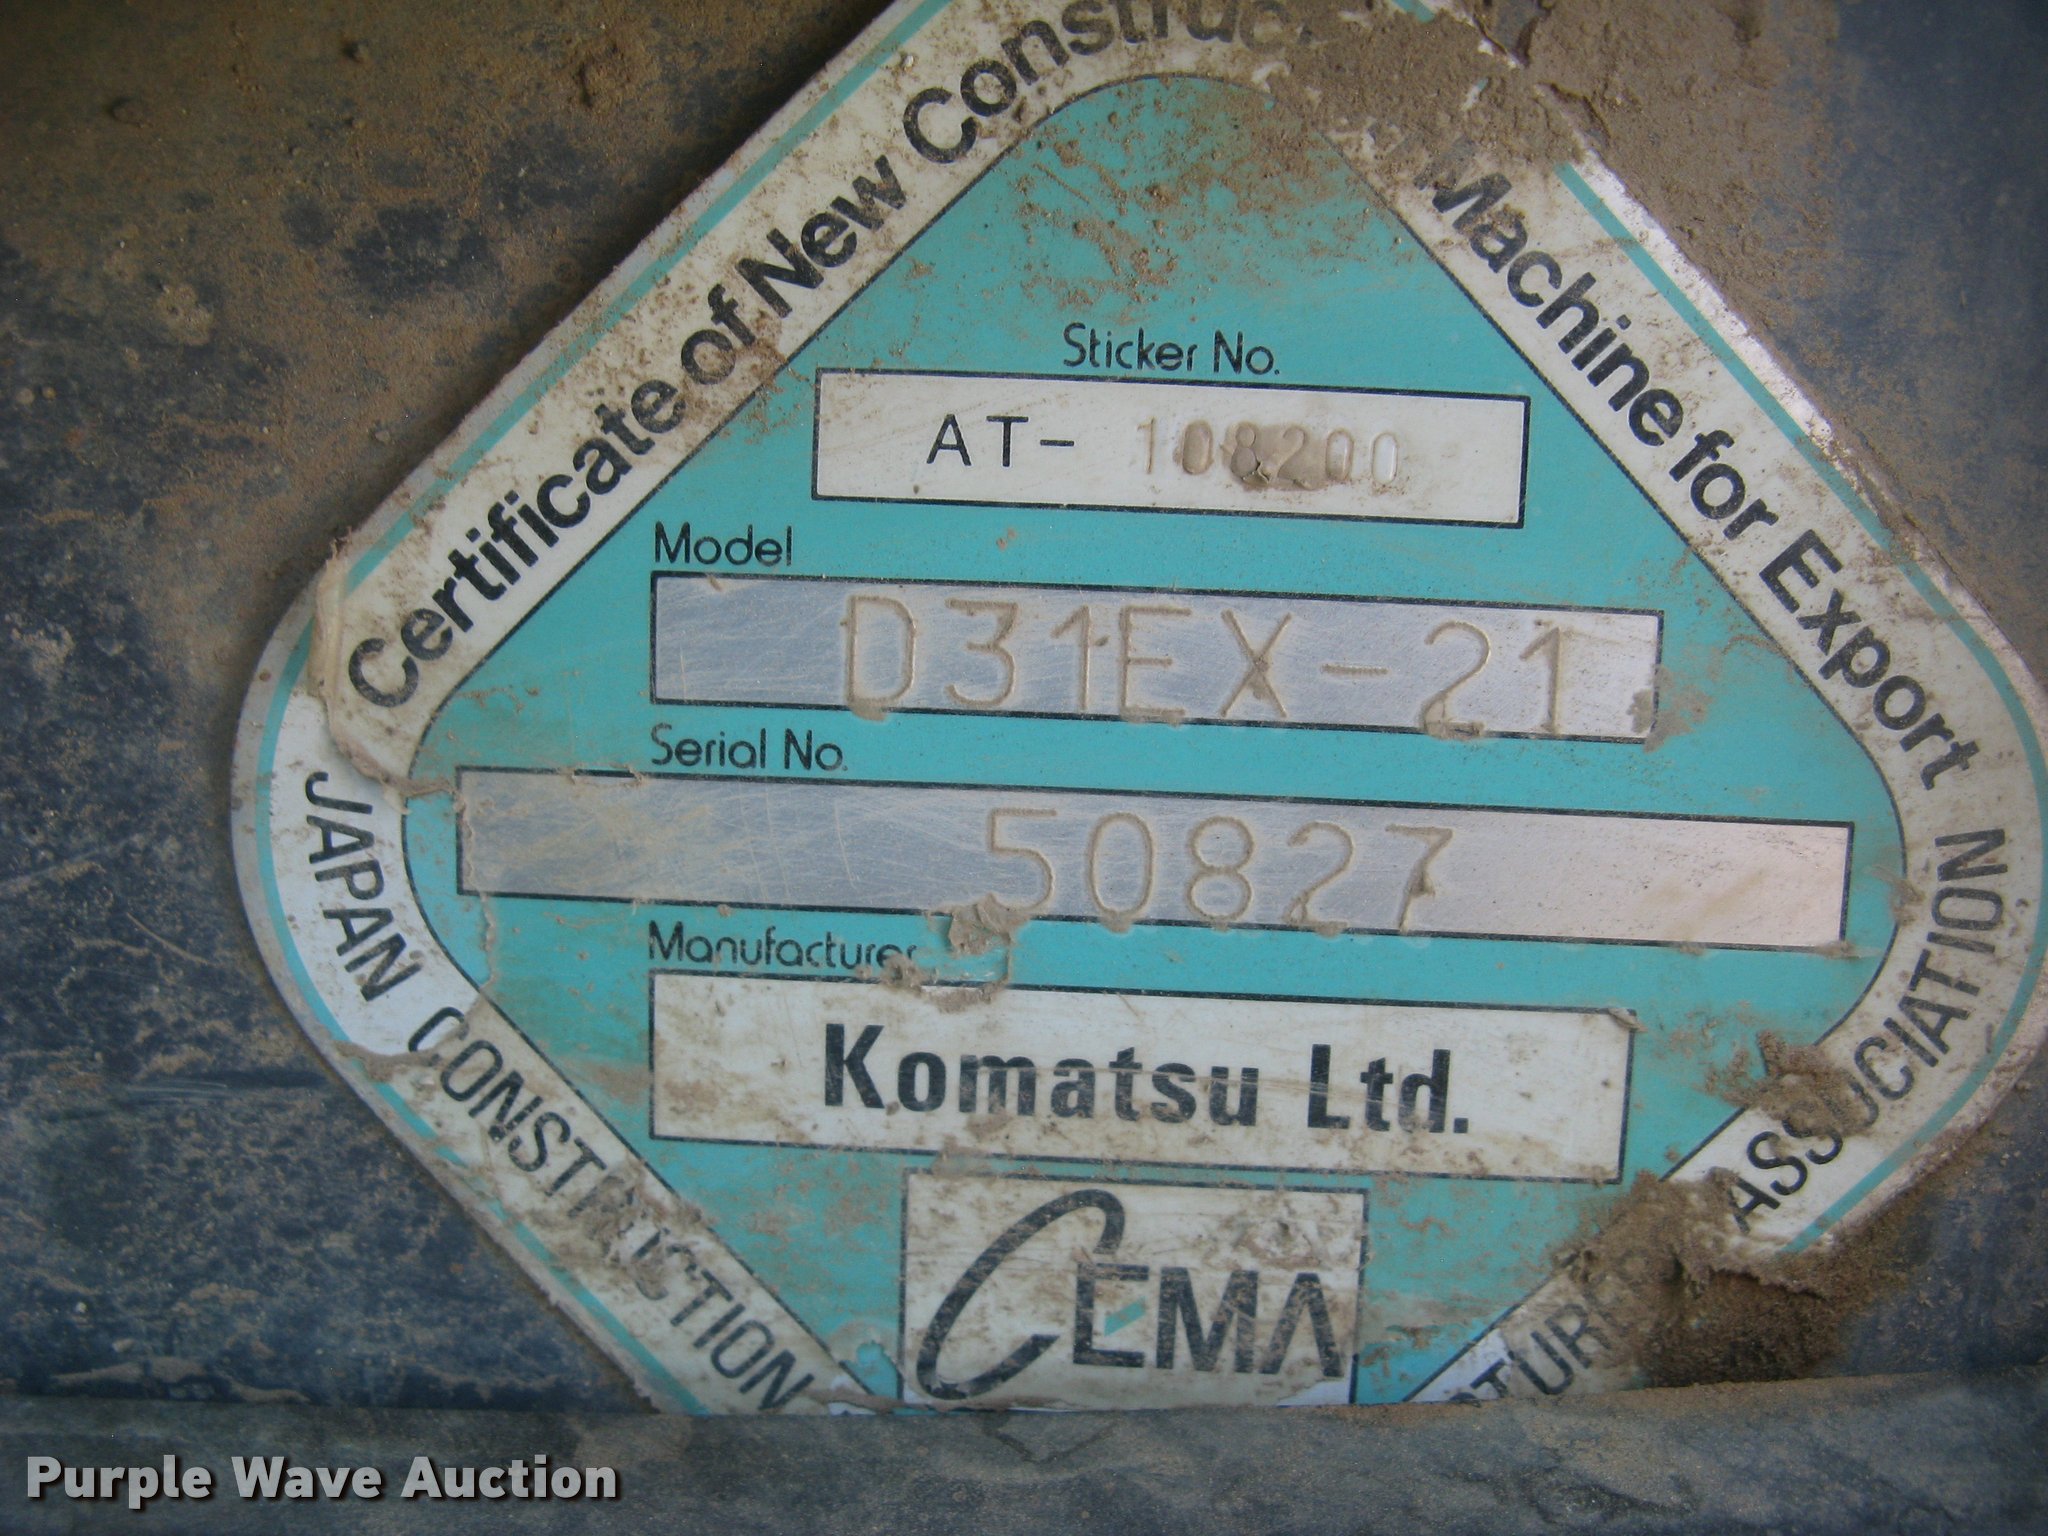 Certificate of New Construc
Machine for Export
Sticker No.
AT- 108200
Model
D31EX-21
Serial No.
50827
Manufacturer
Komatsu Ltd.
CEMA
JAPAN CONSTRUCTION
ASSOCIATION
Purple Wave Auction